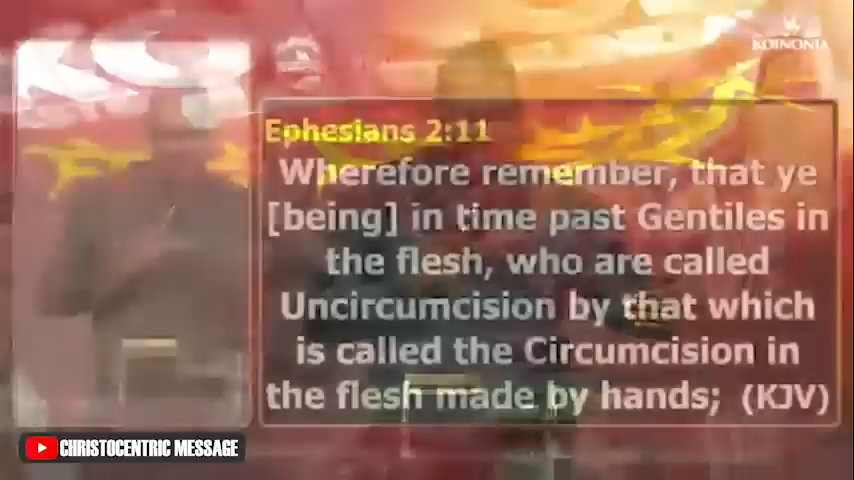 KOINONIA
Ephesians 2:11
Wherefore remember, that ye
[being] in time past Gentiles in
the flesh, who are called
Uncircumcision by that which
is called the Circumcision in
the flesh made by hands; (KJV)
CHRISTOCENTRIC MESSAGE